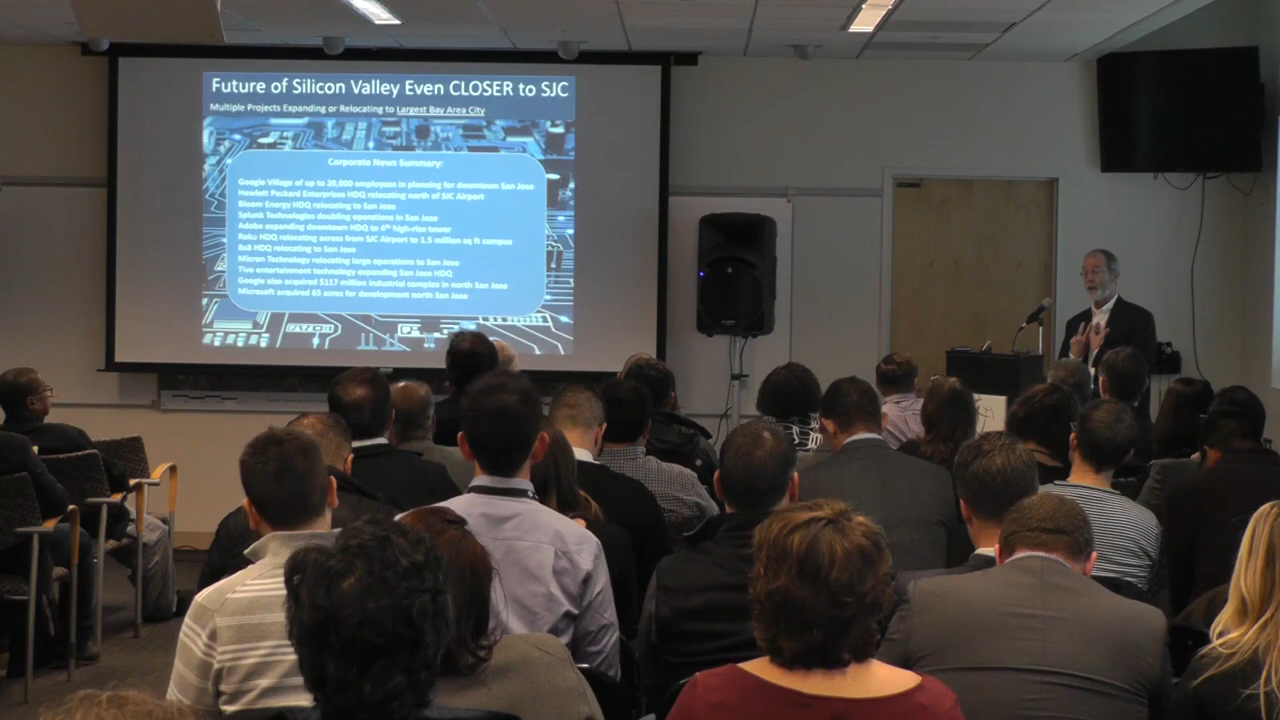 Future of Silicon Valley Even CLOSER to SJC
Multiple Projects Expanding or Relocating to Largest Bay Area City
Corporate News Summary:
Google Village of up to 20,000 employees in planning for downtown San Jose
Hewlett Packard Enterprises HDQ relocating north of SJC Airport
Bloom Energy HDQ relocating to San Jose
Splunk Technologies doubling operations in San Jose
Adobe expanding downtown HDQ to 4th high-rise tower
Roku HDQ relocating across from SJC Airport to 1.5 million sq ft campus
8x8 HDQ relocating to San Jose
Micron Technology relocating large operations to San Jose
Tivo entertainment technology expanding San Jose HDQ
Google also acquired $117 million industrial complex in north San Jose
Microsoft acquired 65 acres for development north San Jose